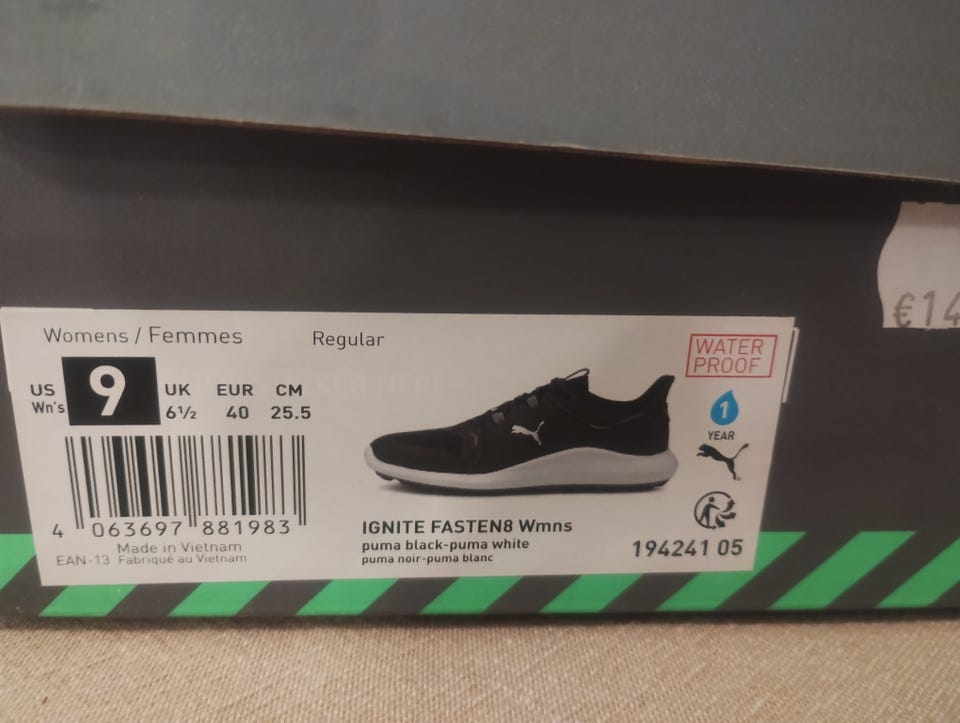 €14
Womens / Femmes
Regular
WATER
PROOF
US
Wn's
9
UK
6½
EUR
40
CM
25.5
1
YEAR
4 063697 881983
Made in Vietnam
EAN-13 Fabriqué au Vietnam
IGNITE FASTEN8 Wmns
puma black-puma white
puma noir-puma blanc
194241 05